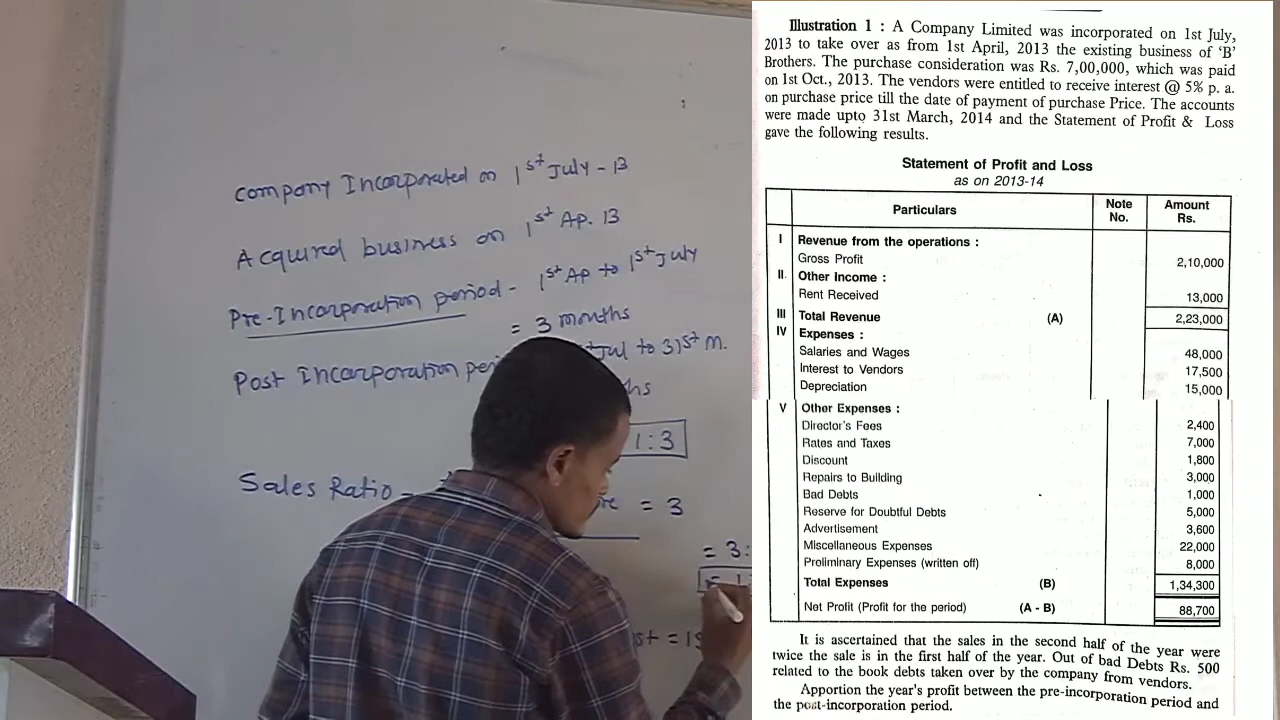 Company Incorporated on 1st July - 13
Acquired business on 1st Ap. 13
Pre-Incorporation period - 1st Ap to 1st July
= 3 months
Post Incorporation to 31st M.
1:3
Sales Ratio -
= 3
= 3:
Illustration 1 : A Company Limited was incorporated on 1st July,
2013 to take over as from 1st April, 2013 the existing business of 'B'
Brothers. The purchase consideration was Rs. 7,00,000, which was paid
on 1st Oct., 2013. The vendors were entitled to receive interest @ 5% p. a.
on purchase price till the date of payment of purchase Price. The accounts
were made upto 31st March, 2014 and the Statement of Profit & Loss
gave the following results.
Statement of Profit and Loss
as on 2013-14
Particulars Note No. Amount Rs.
I Revenue from the operations :
Gross Profit 2,10,000
II. Other Income :
Rent Received 13,000
III Total Revenue (A) 2,23,000
IV Expenses :
Salaries and Wages 48,000
Interest to Vendors 17,500
Depreciation 15,000
V Other Expenses :
Director's Fees 2,400
Rates and Taxes 7,000
Discount 1,800
Repairs to Building 3,000
Bad Debts 1,000
Reserve for Doubtful Debts 5,000
Advertisement 3,600
Miscellaneous Expenses 22,000
Preliminary Expenses (written off) 8,000
Total Expenses (B) 1,34,300
Net Profit (Profit for the period) (A - B) 88,700
It is ascertained that the sales in the second half of the year were
twice the sale is in the first half of the year. Out of bad Debts Rs. 500
related to the book debts taken over by the company from vendors.
Apportion the year's profit between the pre-incorporation period and
the post-incorporation period.